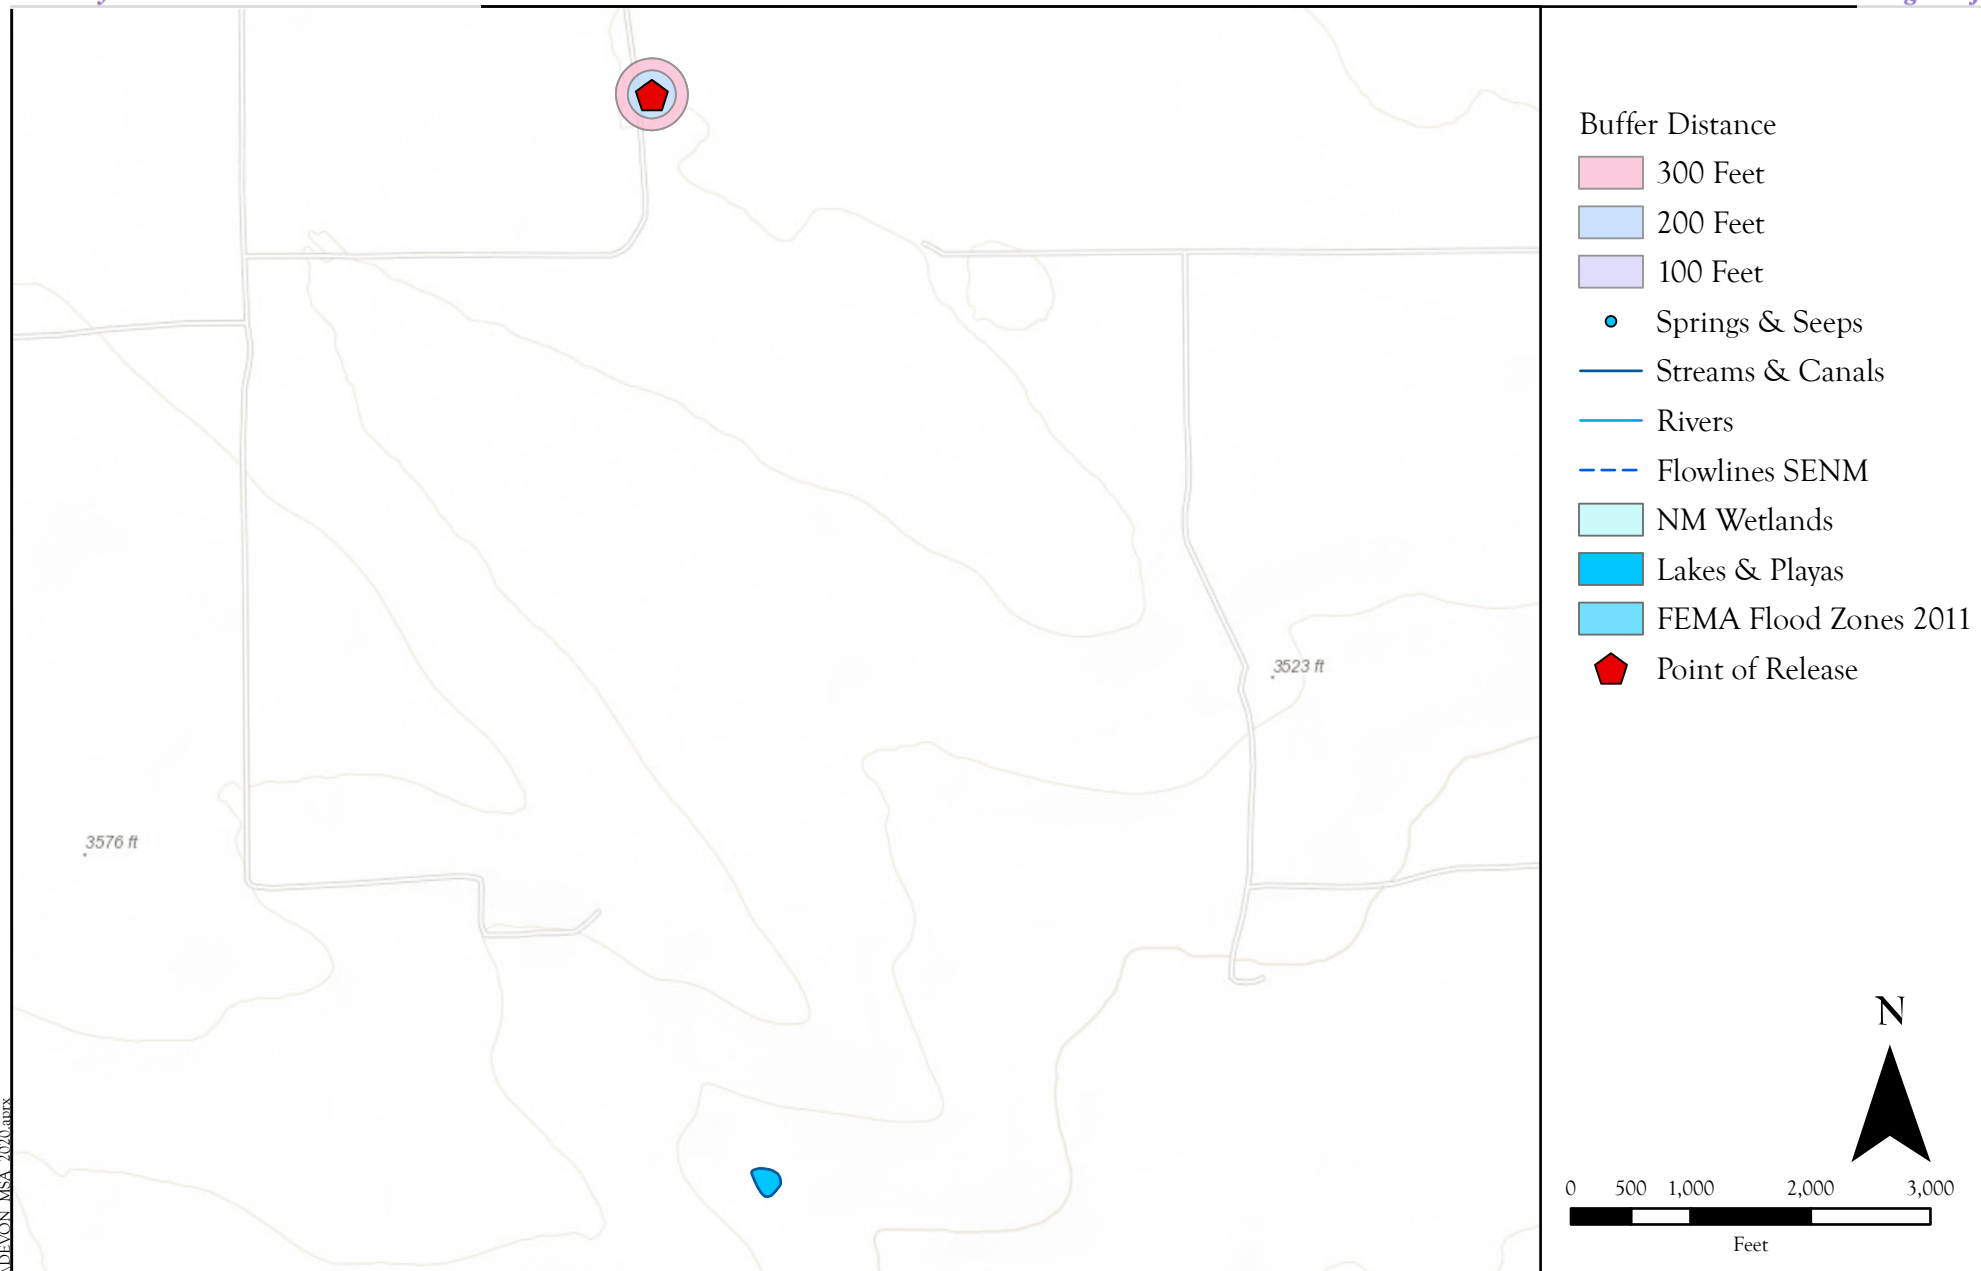 Buffer Distance
300 Feet
200 Feet
100 Feet
Springs & Seeps
Streams & Canals
Rivers
Flowlines SENM
NM Wetlands
Lakes & Playas
FEMA Flood Zones 2011
Point of Release
3523 ft
3576 ft
N
0 500 1,000 2,000 3,000
Feet
DEVON_MSA_2020.aprx